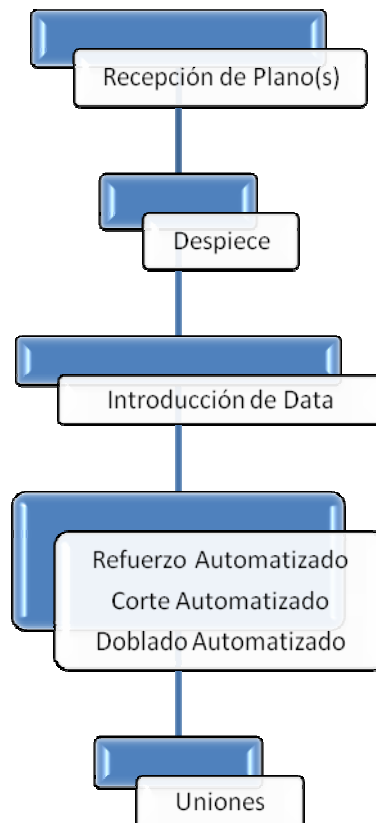 Recepción de Plano(s)
Despiece
Introducción de Data
Refuerzo Automatizado
Corte Automatizado
Doblado Automatizado
Uniones